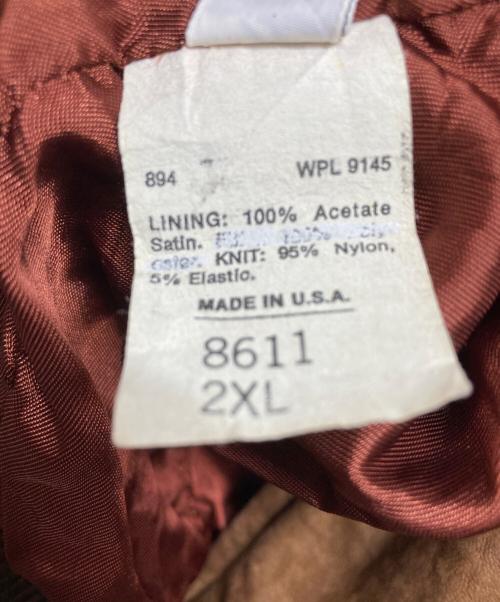 894 WPL 9145
LINING: 100% Acetate
Satin.
KNIT: 95% Nylon,
5% Elastic.
MADE IN U.S.A.
8611
2XL